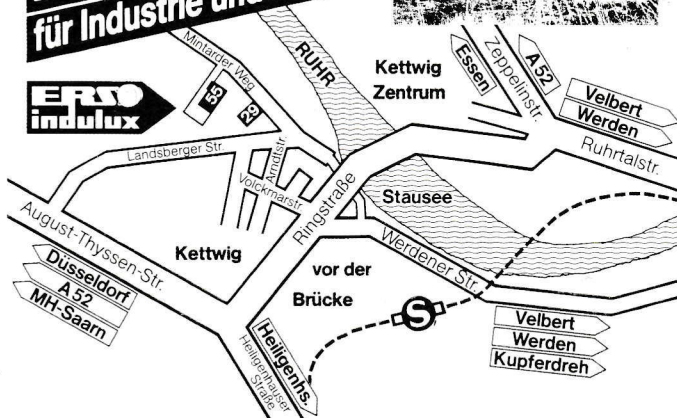 für Industrie und
ERSO
indulux
Mintarder Weg
55
29
RUHR
Kettwig
Zentrum
Essen
Zeppelinstr.
A 52
Velbert
Werden
Ruhrtalstr.
Landsberger Str.
Arndtstr.
Volckmarstr.
Ringstraße
Stausee
August-Thyssen-Str.
Kettwig
vor der
Brücke
Werdener Str.
Düsseldorf
A 52
MH-Saarn
S
Heiligenhs.
Heiligenhauser
Straße
Velbert
Werden
Kupferdreh